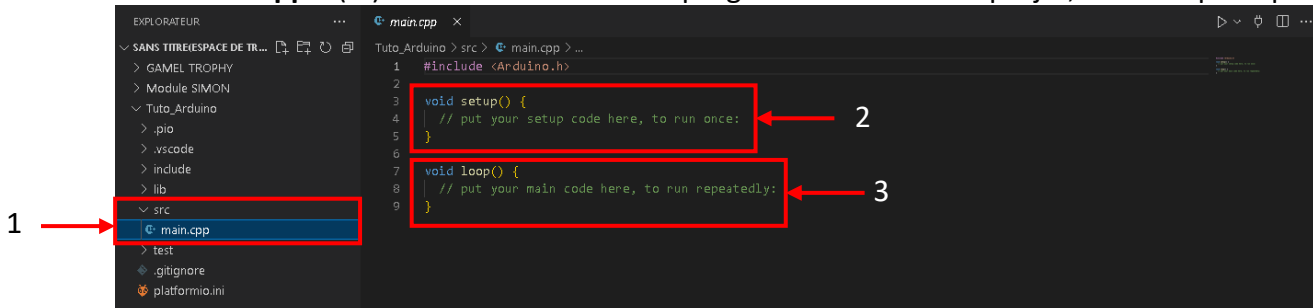 EXPLORATEUR ...
main.cpp ×
SANS TITRE(ESPACE DE TR...
Tuto_Arduino > src > main.cpp > ...
> GAMEL TROPHY
> Module SIMON
Tuto_Arduino
> .pio
> .vscode
> include
> lib
src
main.cpp
> test
.gitignore
platformio.ini
1 #include <Arduino.h>
2
3 void setup() {
4 // put your setup code here, to run once:
5 }
6
7 void loop() {
8 // put your main code here, to run repeatedly:
9 }
1
2
3